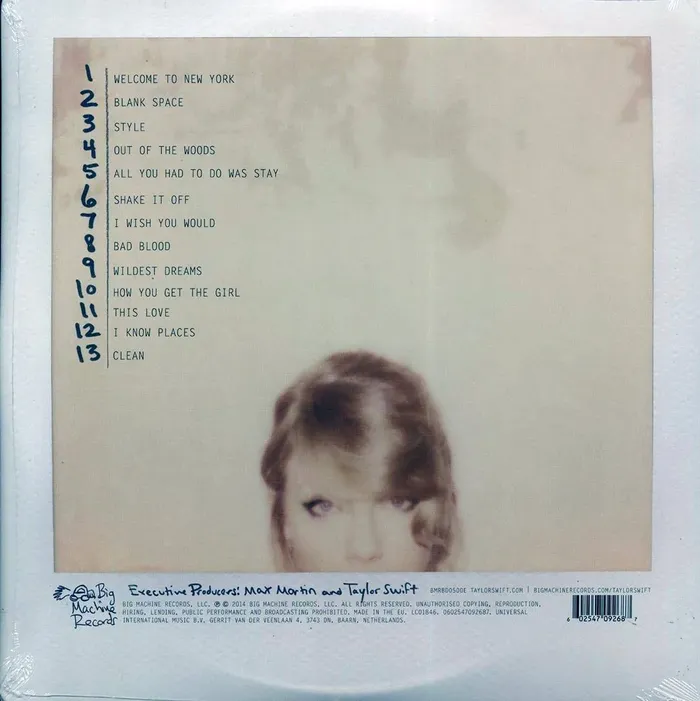 1 WELCOME TO NEW YORK
2 BLANK SPACE
3 STYLE
4 OUT OF THE WOODS
5 ALL YOU HAD TO DO WAS STAY
6 SHAKE IT OFF
7 I WISH YOU WOULD
8 BAD BLOOD
9 WILDEST DREAMS
10 HOW YOU GET THE GIRL
11 THIS LOVE
12 I KNOW PLACES
13 CLEAN
Big Machine Records
Executive Producers: Max Martin and Taylor Swift
BMRBD0500E TAYLORSWIFT.COM | BIGMACHINERECORDS.COM/TAYLORSWIFT
BIG MACHINE RECORDS, LLC. ℗ © 2014 BIG MACHINE RECORDS, LLC. ALL RIGHTS RESERVED. UNAUTHORISED COPYING, REPRODUCTION,
HIRING, LENDING, PUBLIC PERFORMANCE AND BROADCASTING PROHIBITED. MADE IN THE EU. LC01846. 0602547092687. UNIVERSAL
INTERNATIONAL MUSIC B.V. GERRIT VAN DER VEENLAAN 4, 3743 DN, BAARN, NETHERLANDS.
6 02547 09268 7